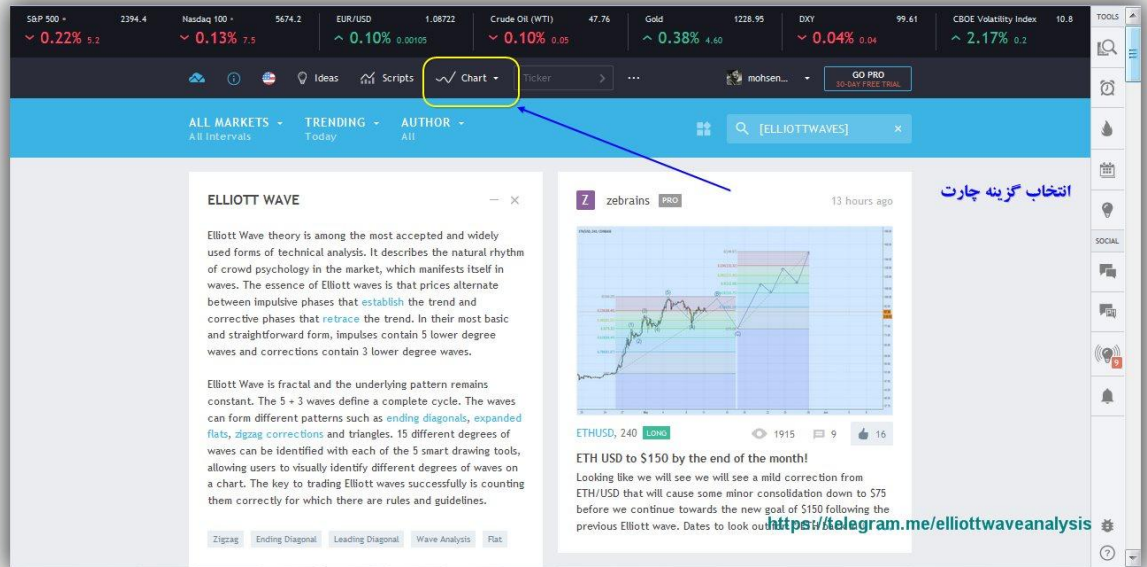 S&P 500 2394.4
0.22% 5.2
Nasdaq 100 5674.2
0.13% 7.5
EUR/USD 1.08722
0.10% 0.00105
Crude Oil (WTI) 47.76
0.10% 0.05
Gold 1228.95
0.38% 4.60
DXY 99.61
0.04% 0.04
CBOE Volatility Index 10.8
2.17% 0.2
TOOLS
Ideas Scripts Chart Ticker mohsen...
GO PRO
30-DAY FREE TRIAL
ALL MARKETS TRENDING AUTHOR
All Intervals Today All
[ELLIOTTWAVES]
انتخاب گزینه چارت
ELLIOTT WAVE
Elliott Wave theory is among the most accepted and widely
used forms of technical analysis. It describes the natural rhythm
of crowd psychology in the market, which manifests itself in
waves. The essence of Elliott waves is that prices alternate
between impulsive phases that establish the trend and
corrective phases that retrace the trend. In their most basic
and straightforward form, impulses contain 5 lower degree
waves and corrections contain 3 lower degree waves.
Elliott Wave is fractal and the underlying pattern remains
constant. The 5 + 3 waves define a complete cycle. The waves
can form different patterns such as ending diagonals, expanded
flats, zigzag corrections and triangles. 15 different degrees of
waves can be identified with each of the 5 smart drawing tools,
allowing users to visually identify different degrees of waves on
a chart. The key to trading Elliott waves successfully is counting
them correctly for which there are rules and guidelines.
Zigzag Ending Diagonal Leading Diagonal Wave Analysis Flat
Z zebrains PRO 13 hours ago
ETHUSD, 240 LONG 1915 9 16
ETH USD to $150 by the end of the month!
Looking like we will see we will see a mild correction from
ETH/USD that will cause some minor consolidation down to $75
before we continue towards the new goal of $150 following the
previous Elliott wave. Dates to look out
https://telegram.me/elliottwaveanalysis
SOCIAL
9